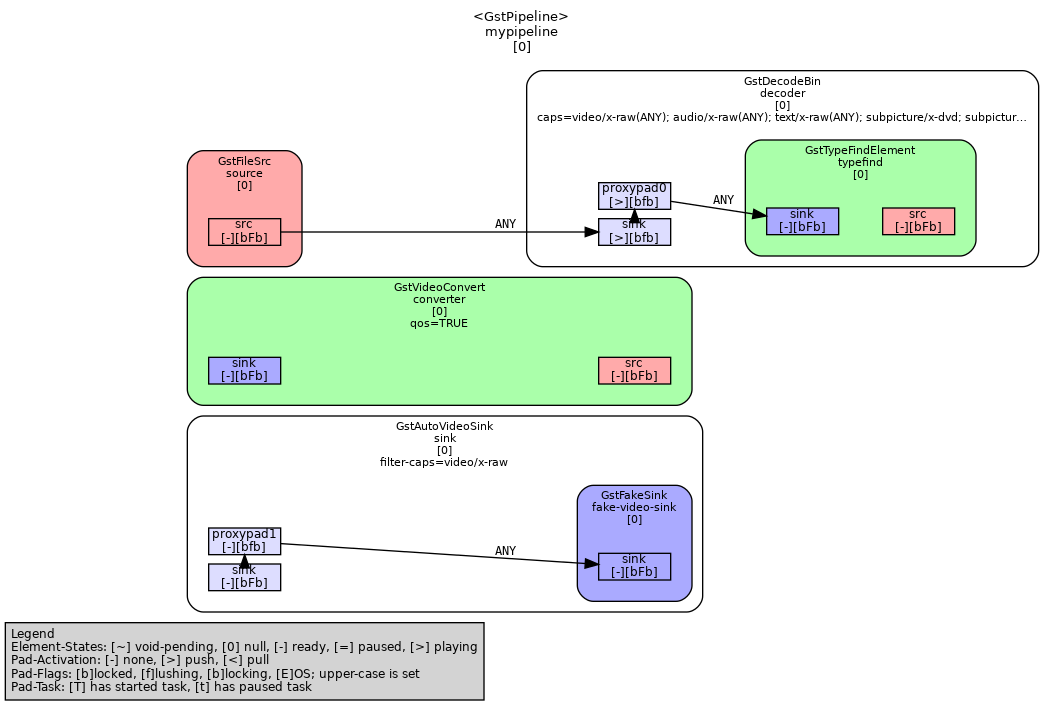 <GstPipeline>
mypipeline
[0]
GstDecodeBin
decoder
[0]
caps=video/x-raw(ANY); audio/x-raw(ANY); text/x-raw(ANY); subpicture/x-dvd; subpictur...
GstTypeFindElement
typefind
[0]
GstFileSrc
source
[0]
proxypad0
[>][bfb]
ANY
sink
[-][bFb]
src
[-][bFb]
src
[-][bFb]
ANY
sink
[>][bfb]
GstVideoConvert
converter
[0]
qos=TRUE
sink
[-][bFb]
src
[-][bFb]
GstAutoVideoSink
sink
[0]
filter-caps=video/x-raw
GstFakeSink
fake-video-sink
[0]
proxypad1
[-][bfb]
ANY
sink
[-][bFb]
sink
[-][bFb]
Legend
Element-States: [~] void-pending, [0] null, [-] ready, [=] paused, [>] playing
Pad-Activation: [-] none, [>] push, [<] pull
Pad-Flags: [b]locked, [f]lushing, [b]locking, [E]OS; upper-case is set
Pad-Task: [T] has started task, [t] has paused task